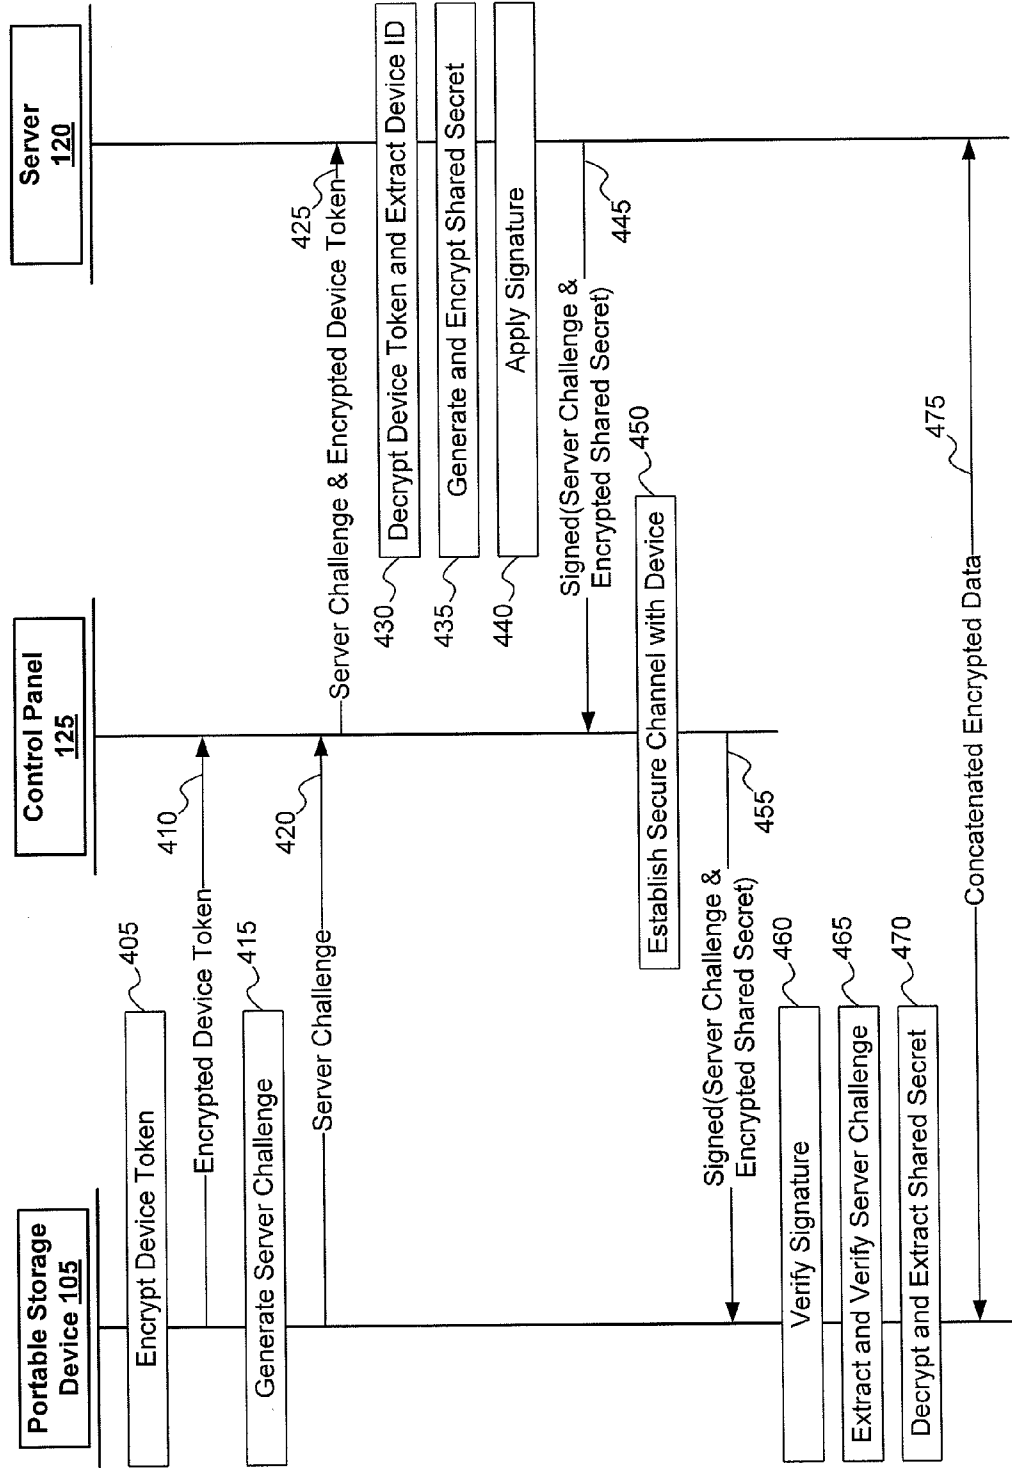 Portable Storage
Device 105
Control Panel
125
Server
120
Encrypt Device Token
405
Encrypted Device Token
410
Generate Server Challenge
415
Server Challenge
420
Server Challenge & Encrypted Device Token
425
Decrypt Device Token and Extract Device ID
430
Generate and Encrypt Shared Secret
435
Apply Signature
440
Signed(Server Challenge &
Encrypted Shared Secret)
445
Establish Secure Channel with Device
450
Signed(Server Challenge &
Encrypted Shared Secret)
455
Verify Signature
460
Extract and Verify Server Challenge
465
Decrypt and Extract Shared Secret
470
Concatenated Encrypted Data
475